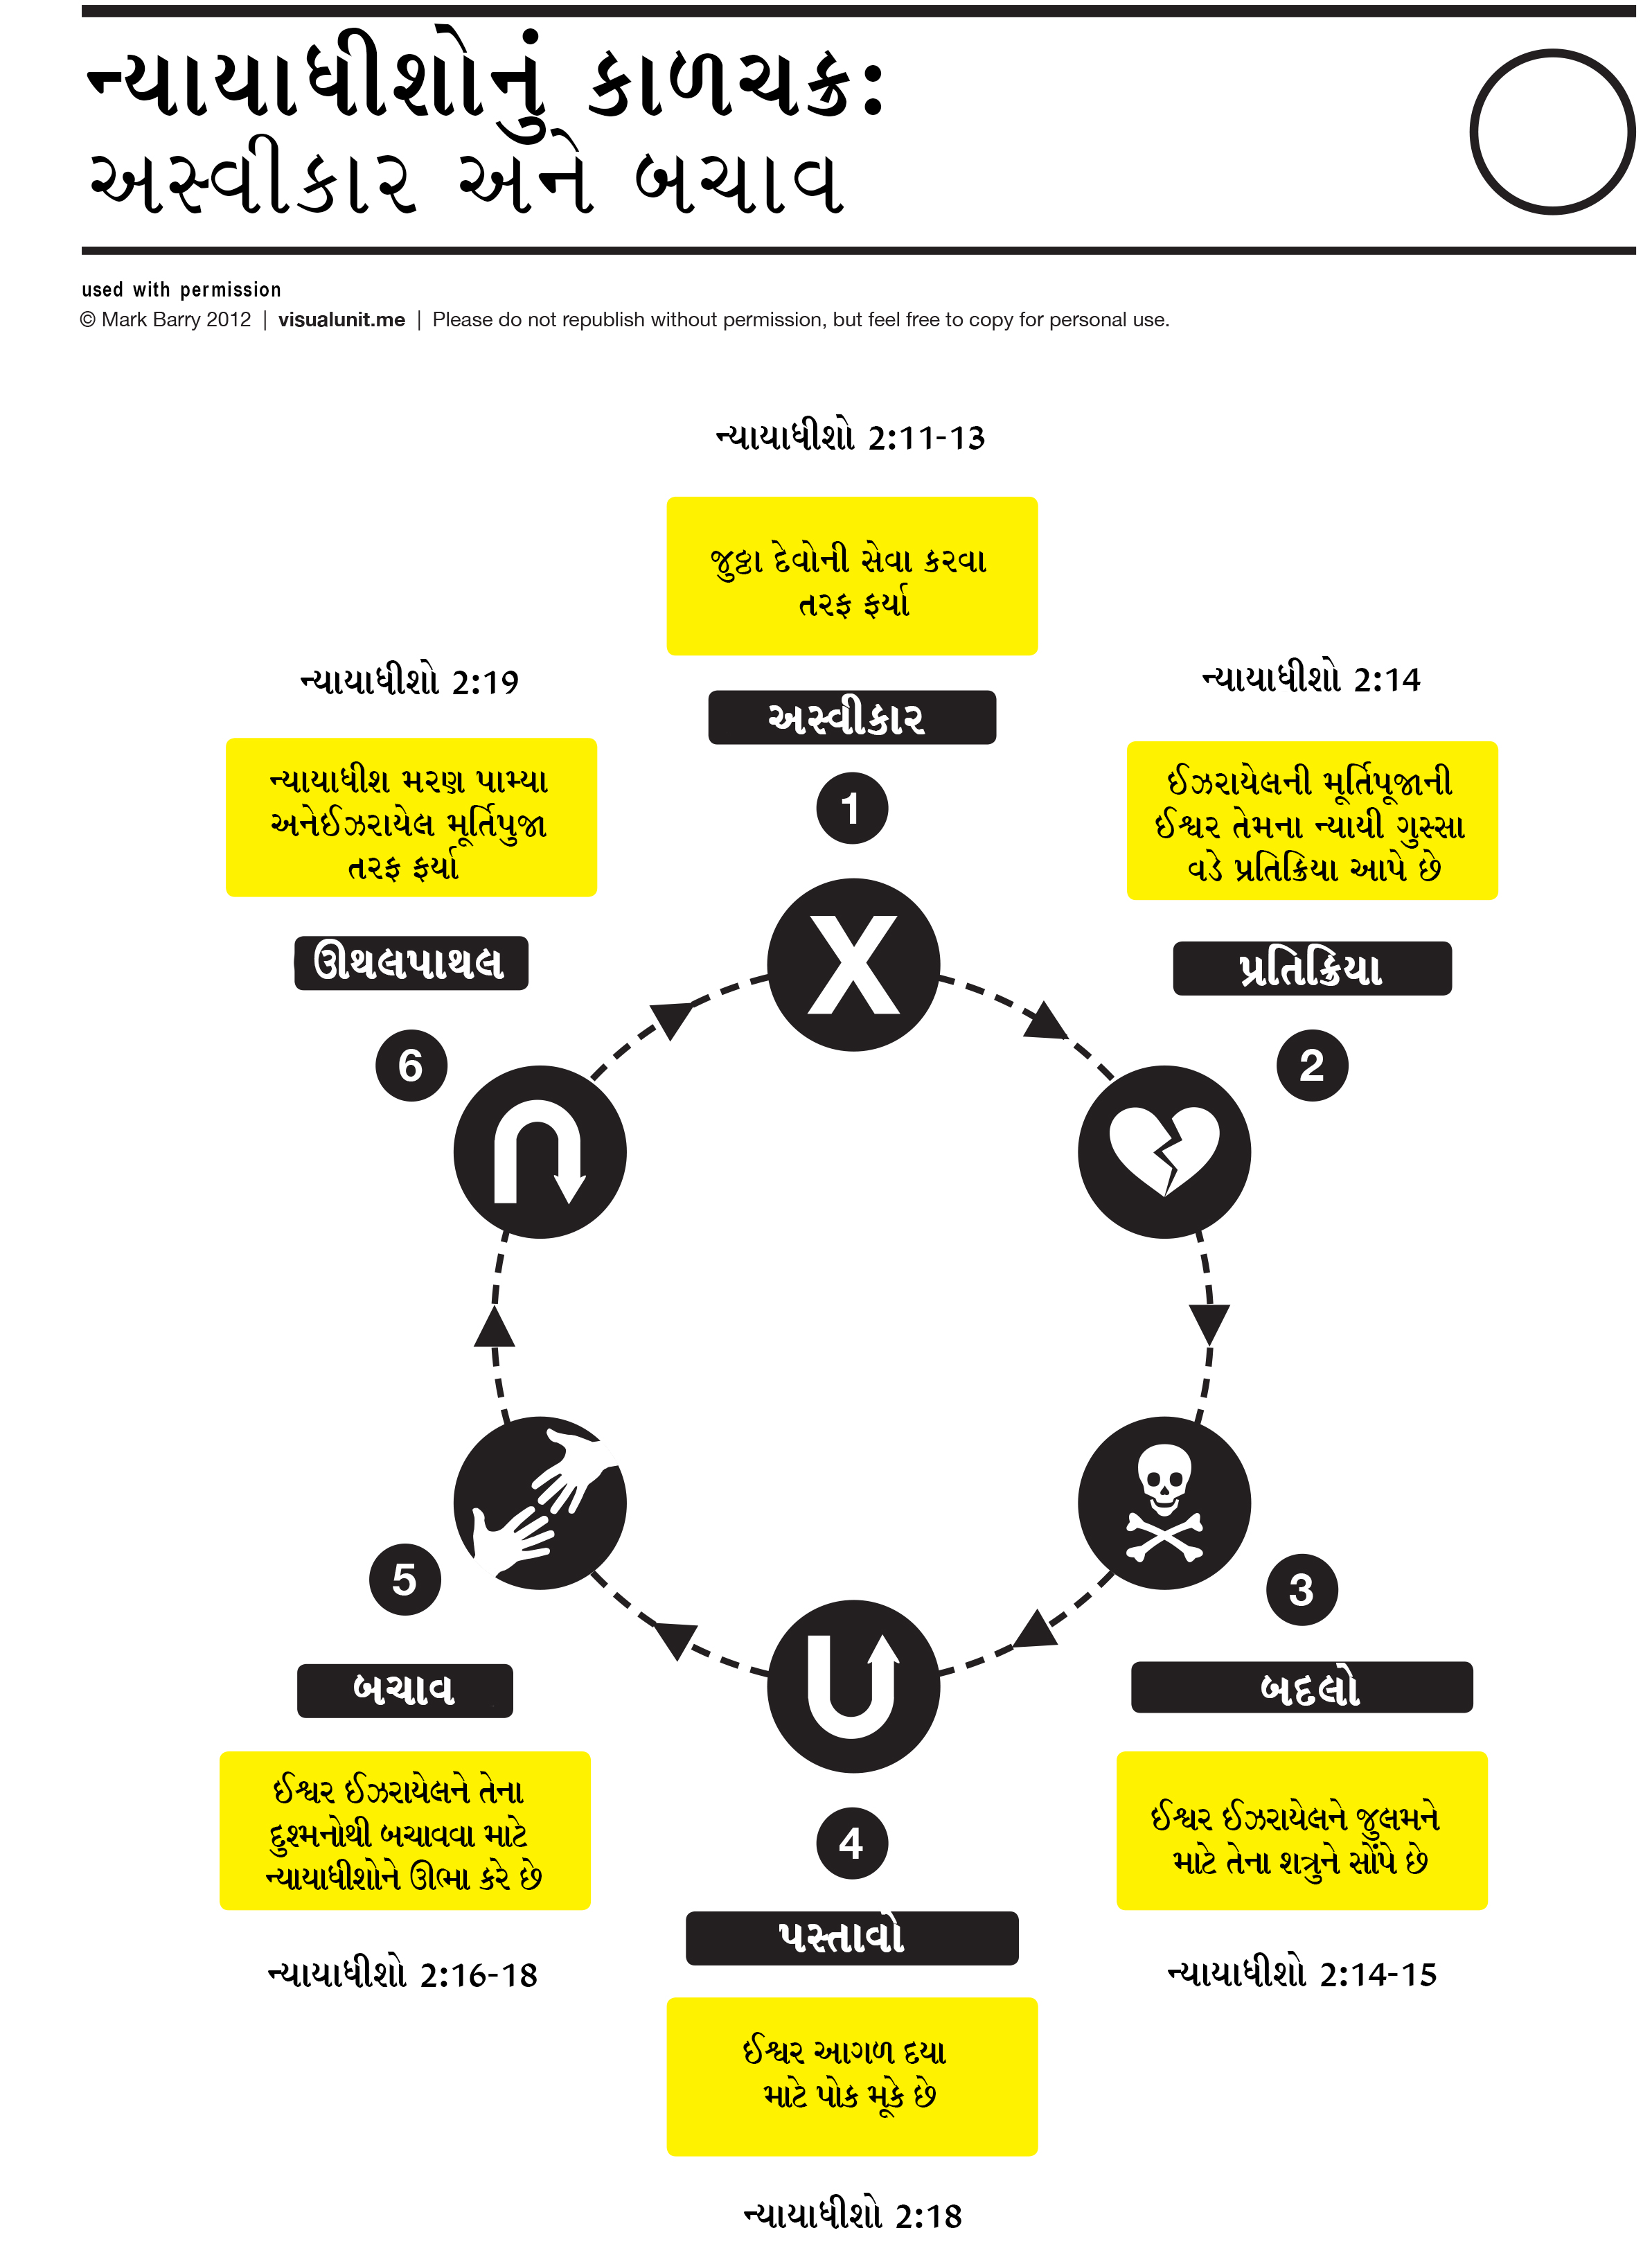 ન્યાયાધીશોનું કાળચક્ર:
અસ્વીકાર અને બચાવ
used with permission
© Mark Barry 2012 | visualunit.me | Please do not republish without permission, but feel free to copy for personal use.
ન્યાયાધીશો 2:11-13
જુઠ્ઠા દેવોની સેવા કરવા
તરફ ફર્યા
અસ્વીકાર
1
X
ન્યાયાધીશો 2:14
ઈઝરાયેલની મૂર્તિપૂજાની
ઈશ્વર તેમના ન્યાયી ગુસ્સા
વડે પ્રતિક્રિયા આપે છે
પ્રતિક્રિયા
2
3
બદલો
ઈશ્વર ઈઝરાયેલને જુલમને
માટે તેના શત્રુને સોંપે છે
ન્યાયાધીશો 2:14-15
4
પસ્તાવો
ઈશ્વર આગળ દયા
માટે પોક મૂકે છે
ન્યાયાધીશો 2:18
5
બચાવ
ઈશ્વર ઈઝરાયેલને તેના
દુશ્મનોથી બચાવવા માટે
ન્યાયાધીશોને ઊભા કરે છે
ન્યાયાધીશો 2:16-18
ન્યાયાધીશો 2:19
ન્યાયાધીશ મરણ પામ્યા
અનેઈઝરાયેલ મૂર્તિપુજા
તરફ ફર્યા
ઊથલપાથલ
6